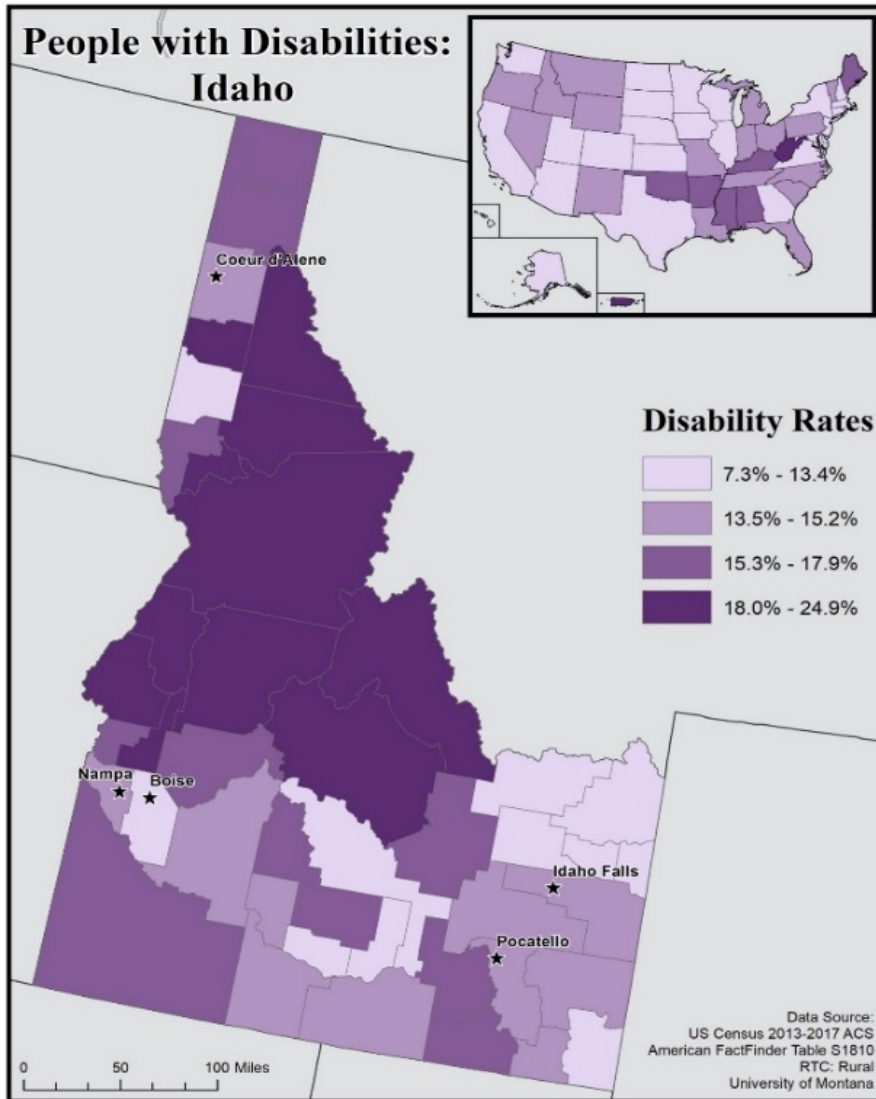 People with Disabilities:
Idaho
Coeur d'Alene
Disability Rates
7.3% - 13.4%
13.5% - 15.2%
15.3% - 17.9%
18.0% - 24.9%
Nampa
Boise
Idaho Falls
Pocatello
Data Source:
US Census 2013-2017 ACS
American FactFinder Table S1810
RTC: Rural
University of Montana
0 50 100 Miles